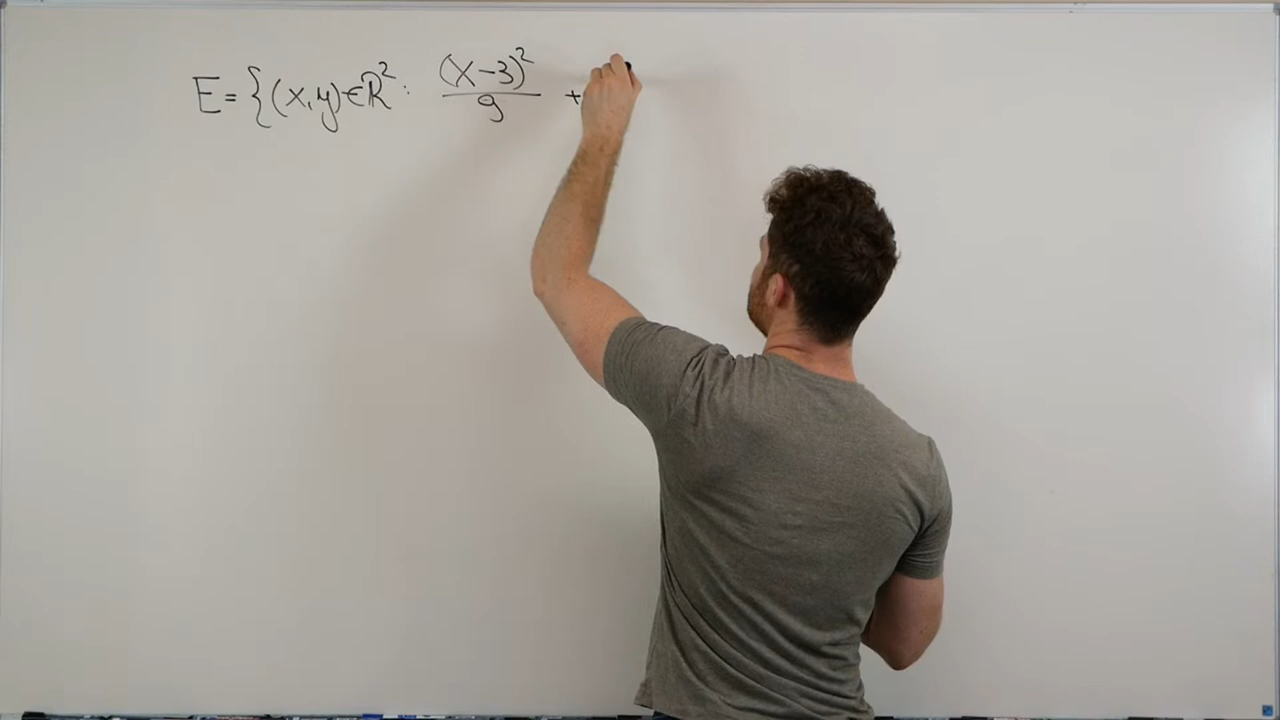 E = {(x,y)∈ℝ²: (x-3)²/9 +